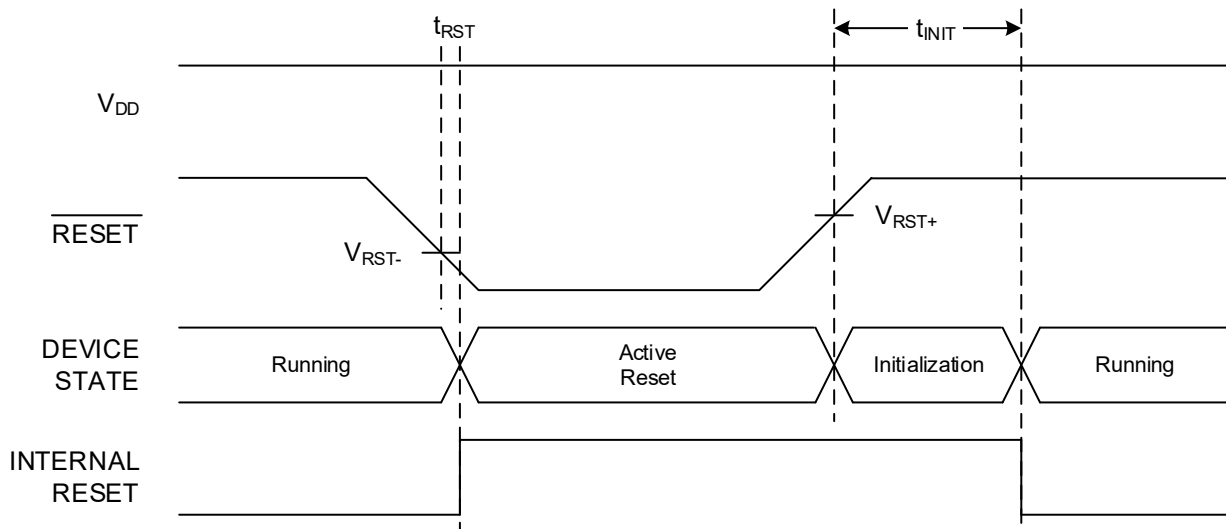 tRST
tINIT
VDD
RESET
VRST-
VRST+
DEVICE
STATE
Running
Active
Reset
Initialization
Running
INTERNAL
RESET